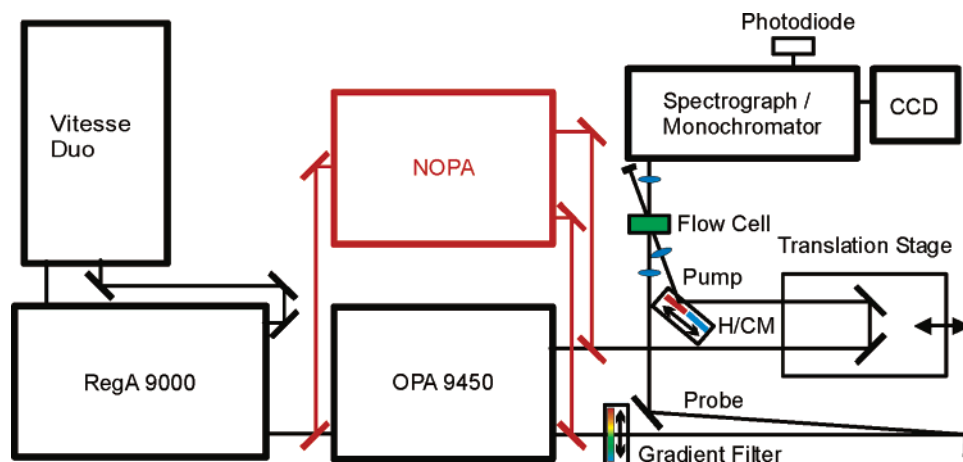 Photodiode
Vitesse
Duo
Spectrograph /
Monochromator
CCD
NOPA
Flow Cell
Translation Stage
Pump
H/CM
RegA 9000
OPA 9450
Probe
Gradient Filter